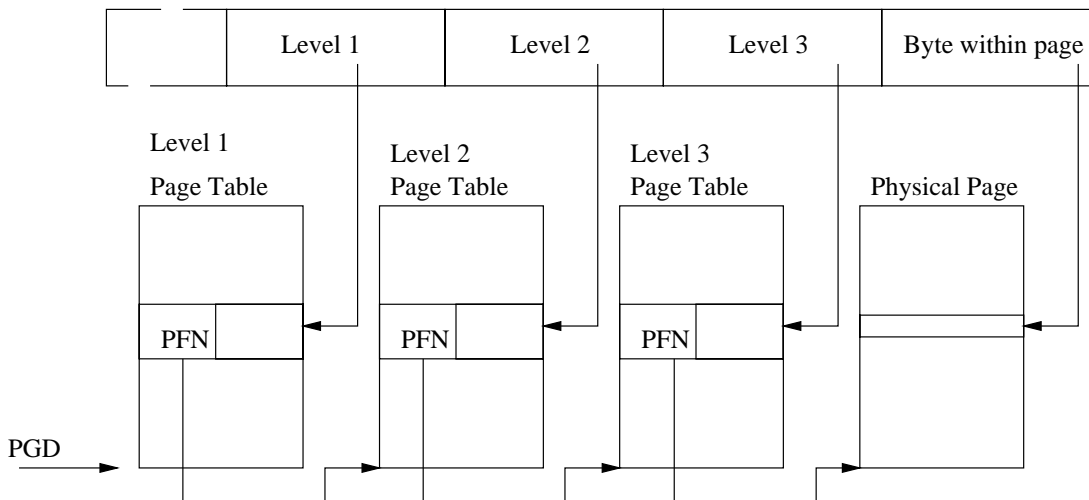 Level 1
Level 2
Level 3
Byte within page
Level 1
Page Table
Level 2
Page Table
Level 3
Page Table
Physical Page
PFN
PFN
PFN
PGD